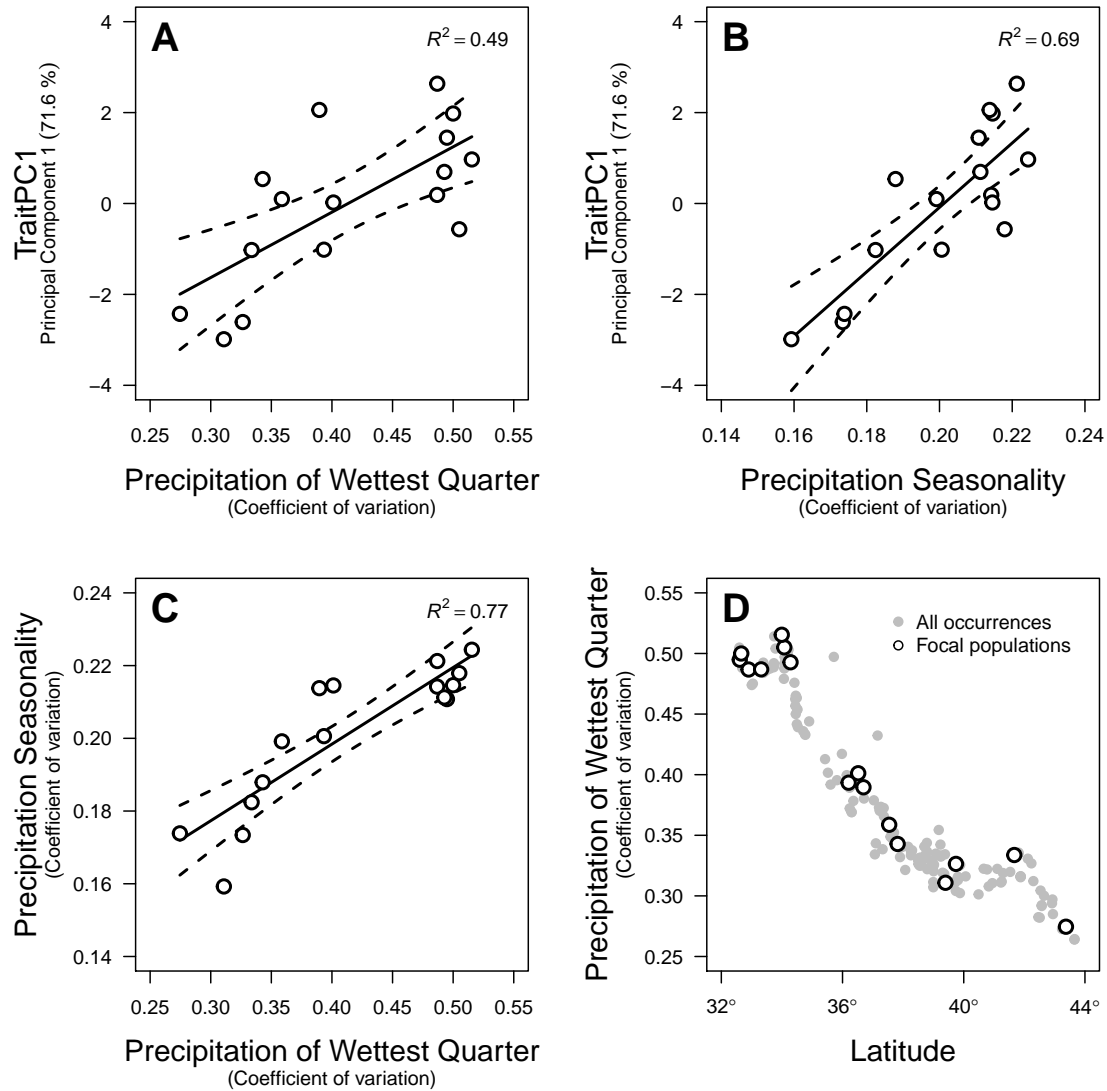 A
R² = 0.49
4
2
0
−2
−4
TraitPC1
Principal Component 1 (71.6 %)
0.25 0.30 0.35 0.40 0.45 0.50 0.55
Precipitation of Wettest Quarter
(Coefficient of variation)
B
R² = 0.69
4
2
0
−2
−4
TraitPC1
Principal Component 1 (71.6 %)
0.14 0.16 0.18 0.20 0.22 0.24
Precipitation Seasonality
(Coefficient of variation)
C
R² = 0.77
0.24
0.22
0.20
0.18
0.16
0.14
Precipitation Seasonality
(Coefficient of variation)
0.25 0.30 0.35 0.40 0.45 0.50 0.55
Precipitation of Wettest Quarter
(Coefficient of variation)
D
All occurrences
Focal populations
0.55
0.50
0.45
0.40
0.35
0.30
0.25
Precipitation of Wettest Quarter
(Coefficient of variation)
32° 36° 40° 44°
Latitude